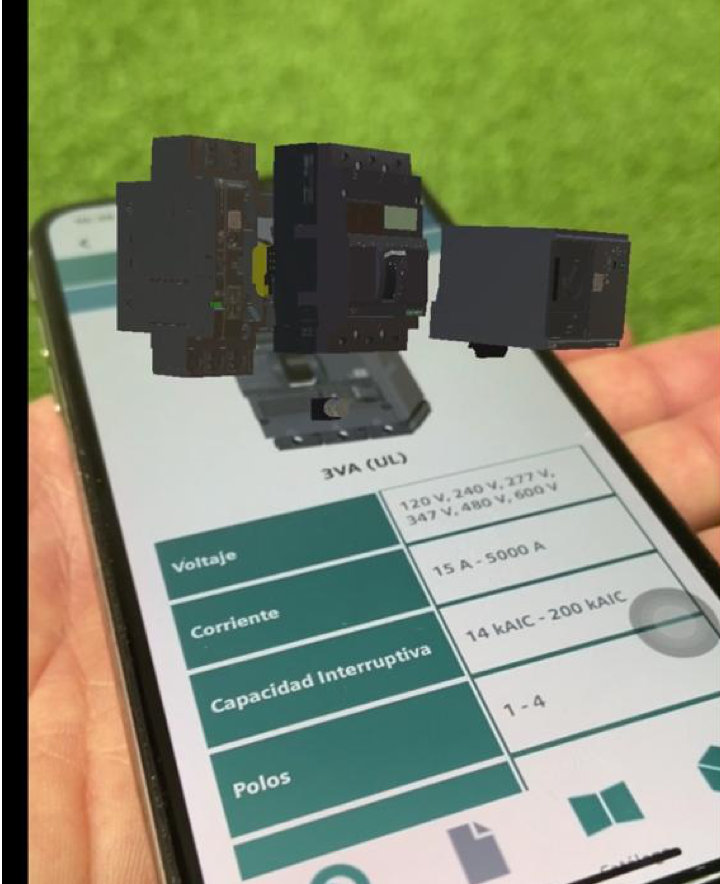 3VA (UL)
Voltaje
120 V, 240 V, 277 V,
347 V, 480 V, 600 V
Corriente
15 A - 5000 A
Capacidad Interruptiva
14 kAIC - 200 kAIC
Polos
1 - 4